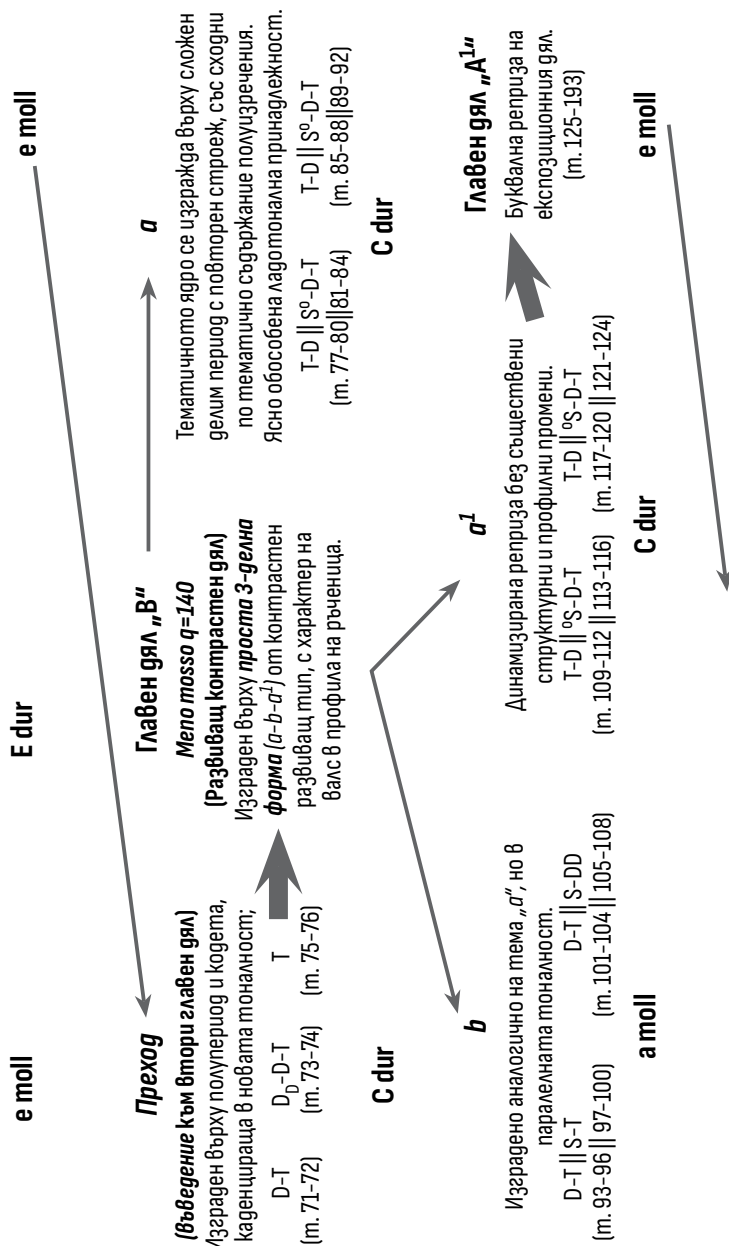 e moll
E dur
e moll
Преход
(въведение към втори главен дял)
Изграден върху полупериод и кодета,
каденцираща в новата тоналност;
D-T D_D-D-T T
(т. 71-72) (т. 73-74) (т. 75-76)
C dur
Главен дял „В“
Meno mosso q=140
(Развиващ контрастен дял)
Изграден върху проста 3-делна
форма (a-b-a¹) от контрастен
развиващ тип, с характер на
валс в профила на ръченица.
a
Тематичното ядро се изгражда върху сложен
делим период с повторен строеж, със сходни
по тематично съдържание полуизречения.
Ясно обособена ладотонална принадлежност.
T-D || S⁰-D-T T-D || S⁰-D-T
(т. 77-80||81-84) (т. 85-88||89-92)
C dur
b
Изградено аналогично на тема „а“, но в
паралелната тоналност.
D-T || S-T D-T || S-DD
(т. 93-96 || 97-100) (т. 101-104 || 105-108)
a moll
a¹
Динамизирана реприза без съществени
структурни и профилни промени.
T-D || ⁰S-D-T T-D || ⁰S-D-T
(т. 109-112 || 113-116) (т. 117-120 || 121-124)
C dur
Главен дял „А¹“
Буквална реприза на
експозиционния дял.
(т. 125-193)
e moll